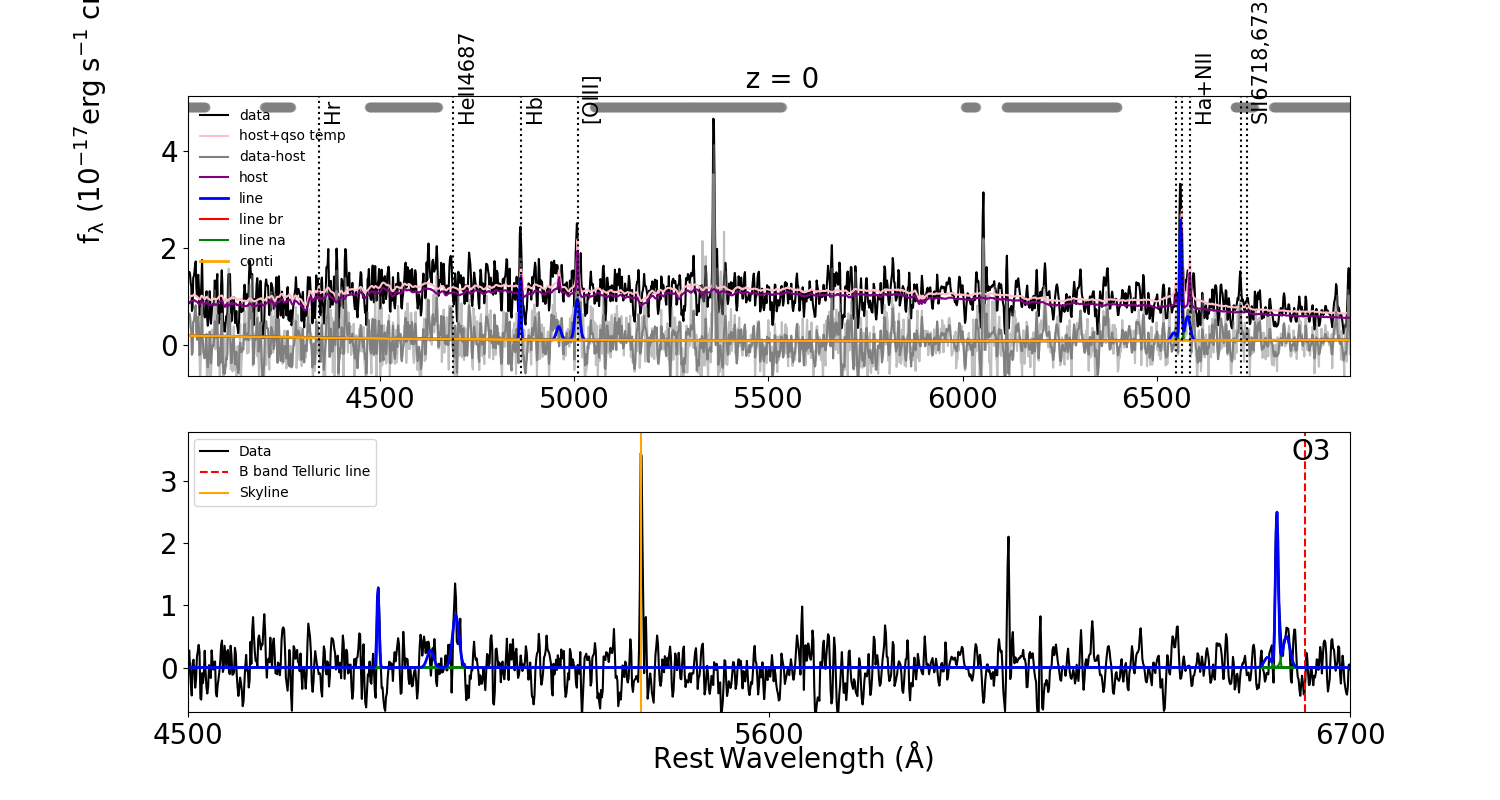 z = 0
fλ (10−17erg s−1 c
Hr
HeII4687
Hb
[OIII]
Ha+NII
SII6718,673
data
host+qso temp
data-host
host
line
line br
line na
conti
4
2
0
4500 5000 5500 6000 6500
Data
B band Telluric line
Skyline
O3
3
2
1
0
4500 5600 6700
Rest Wavelength (Å)